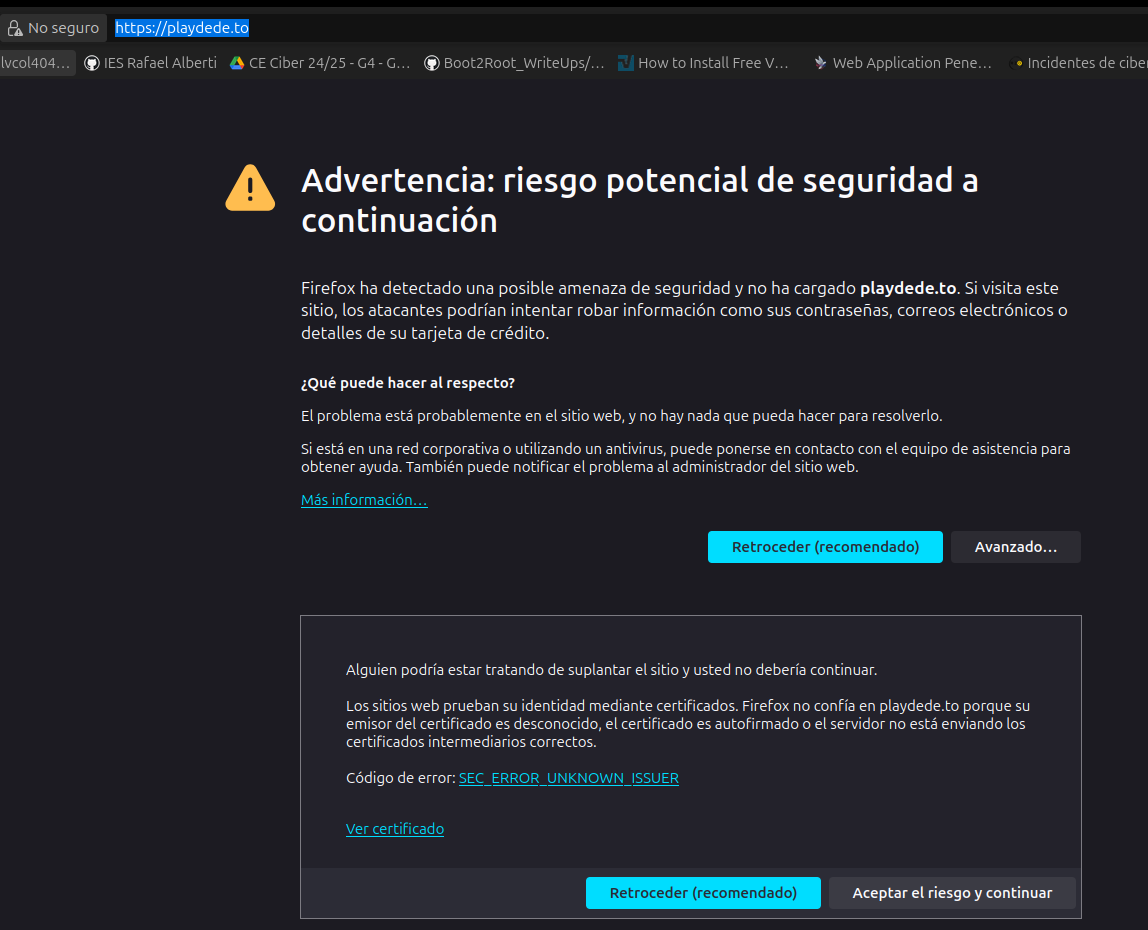 No seguro https://playdede.to
lvcol404… IES Rafael Alberti CE Ciber 24/25 - G4 - G… Boot2Root_WriteUps/… How to Install Free V… Web Application Pene… Incidentes de ciber
Advertencia: riesgo potencial de seguridad a
continuación
Firefox ha detectado una posible amenaza de seguridad y no ha cargado playdede.to. Si visita este
sitio, los atacantes podrían intentar robar información como sus contraseñas, correos electrónicos o
detalles de su tarjeta de crédito.
¿Qué puede hacer al respecto?
El problema está probablemente en el sitio web, y no hay nada que pueda hacer para resolverlo.
Si está en una red corporativa o utilizando un antivirus, puede ponerse en contacto con el equipo de asistencia para
obtener ayuda. También puede notificar el problema al administrador del sitio web.
Más información…
Retroceder (recomendado) Avanzado…
Alguien podría estar tratando de suplantar el sitio y usted no debería continuar.
Los sitios web prueban su identidad mediante certificados. Firefox no confía en playdede.to porque su
emisor del certificado es desconocido, el certificado es autofirmado o el servidor no está enviando los
certificados intermediarios correctos.
Código de error: SEC_ERROR_UNKNOWN_ISSUER
Ver certificado
Retroceder (recomendado) Aceptar el riesgo y continuar